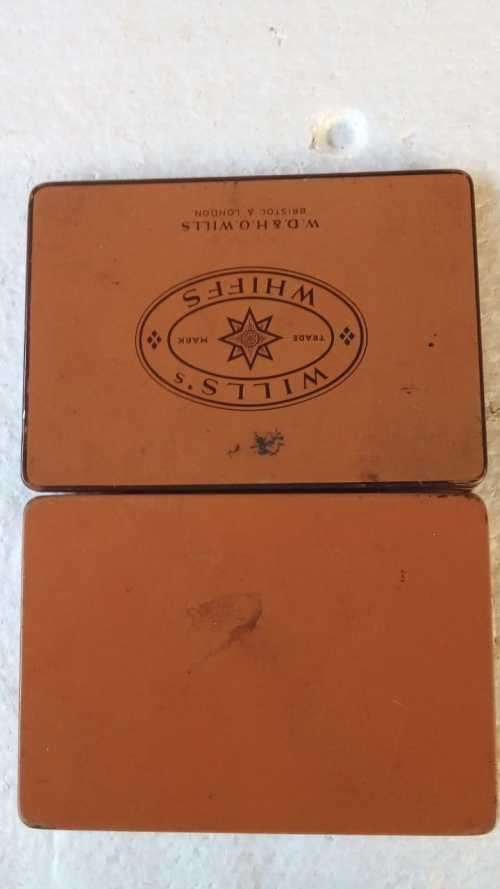 WILLS's
TRADE MARK
WHIFFS
W.D.& H.O.WILLS
BRISTOL & LONDON